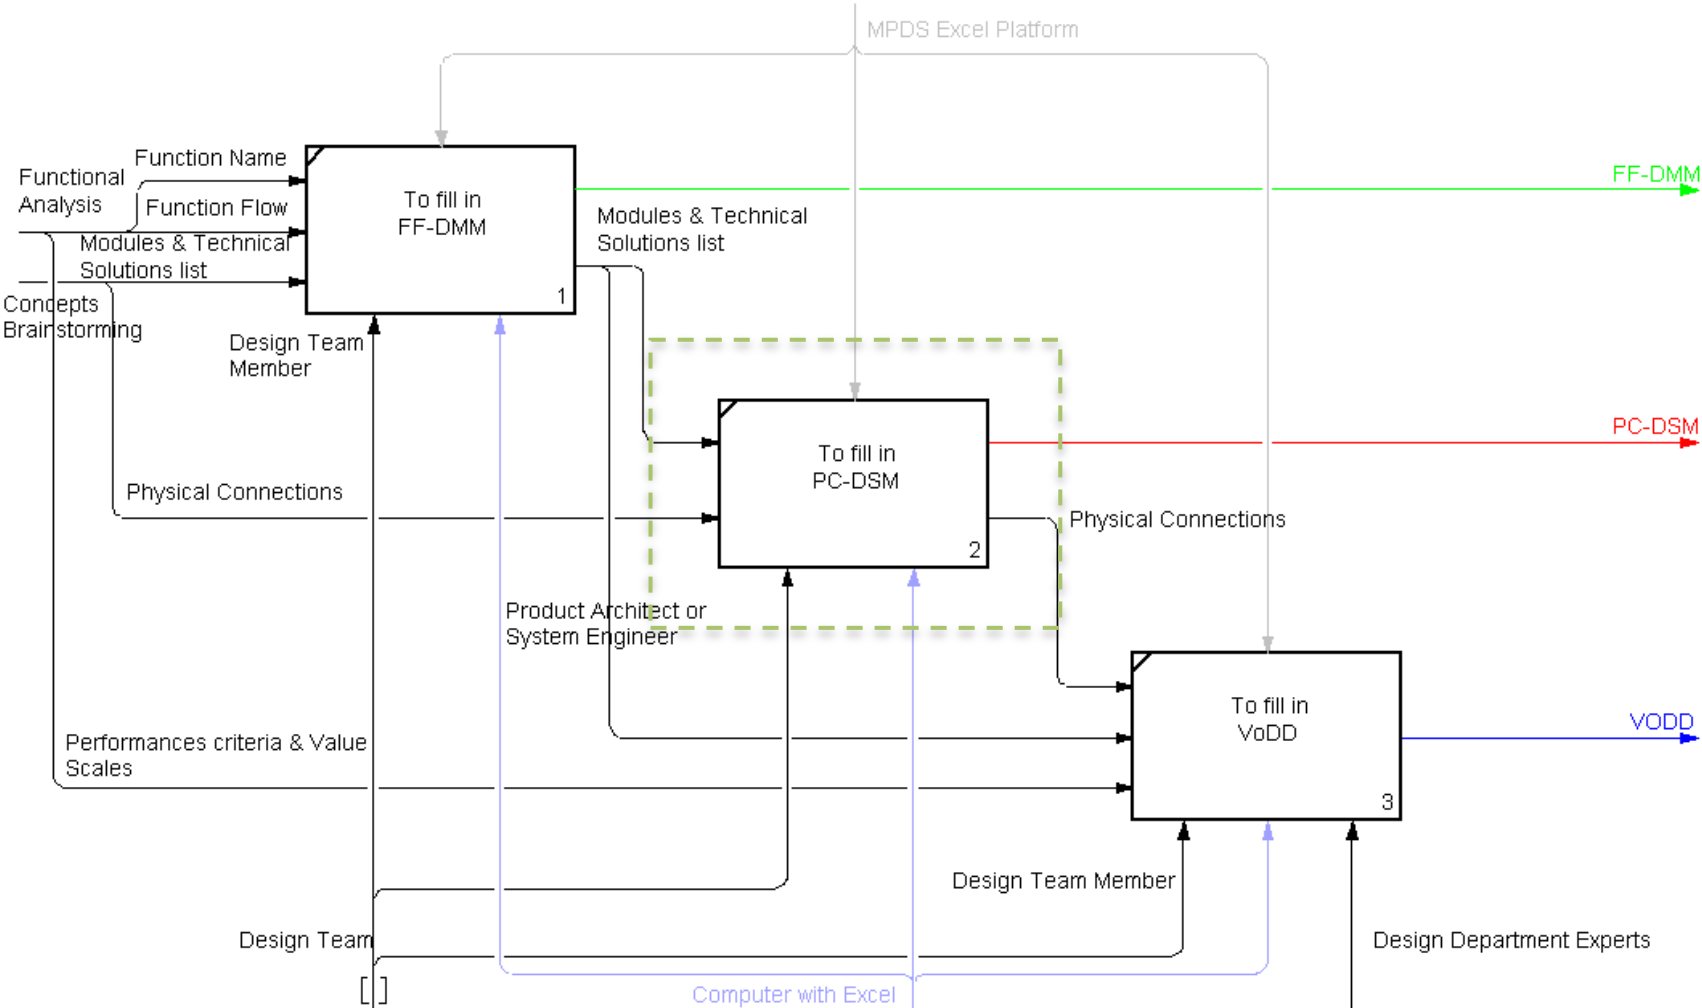 MPDS Excel Platform
Function Name
Functional
Analysis
Function Flow
Modules & Technical
Solutions list
Concepts
Brainstorming
To fill in
FF-DMM
1
FF-DMM
Modules & Technical
Solutions list
Design Team
Member
To fill in
PC-DSM
2
PC-DSM
Physical Connections
Physical Connections
Product Architect or
System Engineer
To fill in
VoDD
3
VODD
Performances criteria & Value
Scales
Design Team Member
Design Team
Design Department Experts
[ ]
Computer with Excel